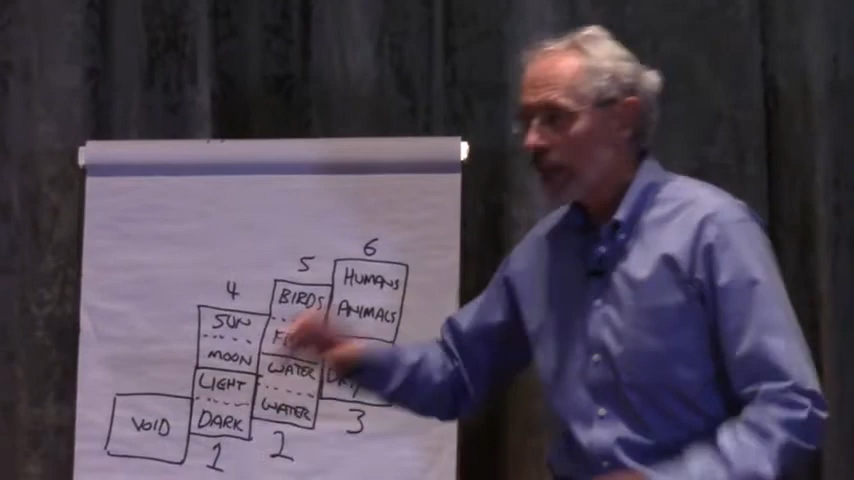 6
5
4
HUMANS
ANIMALS
BIRDS
SUN
MOON
WATER
WATER
LIGHT
DARK
VOID
3
2
1